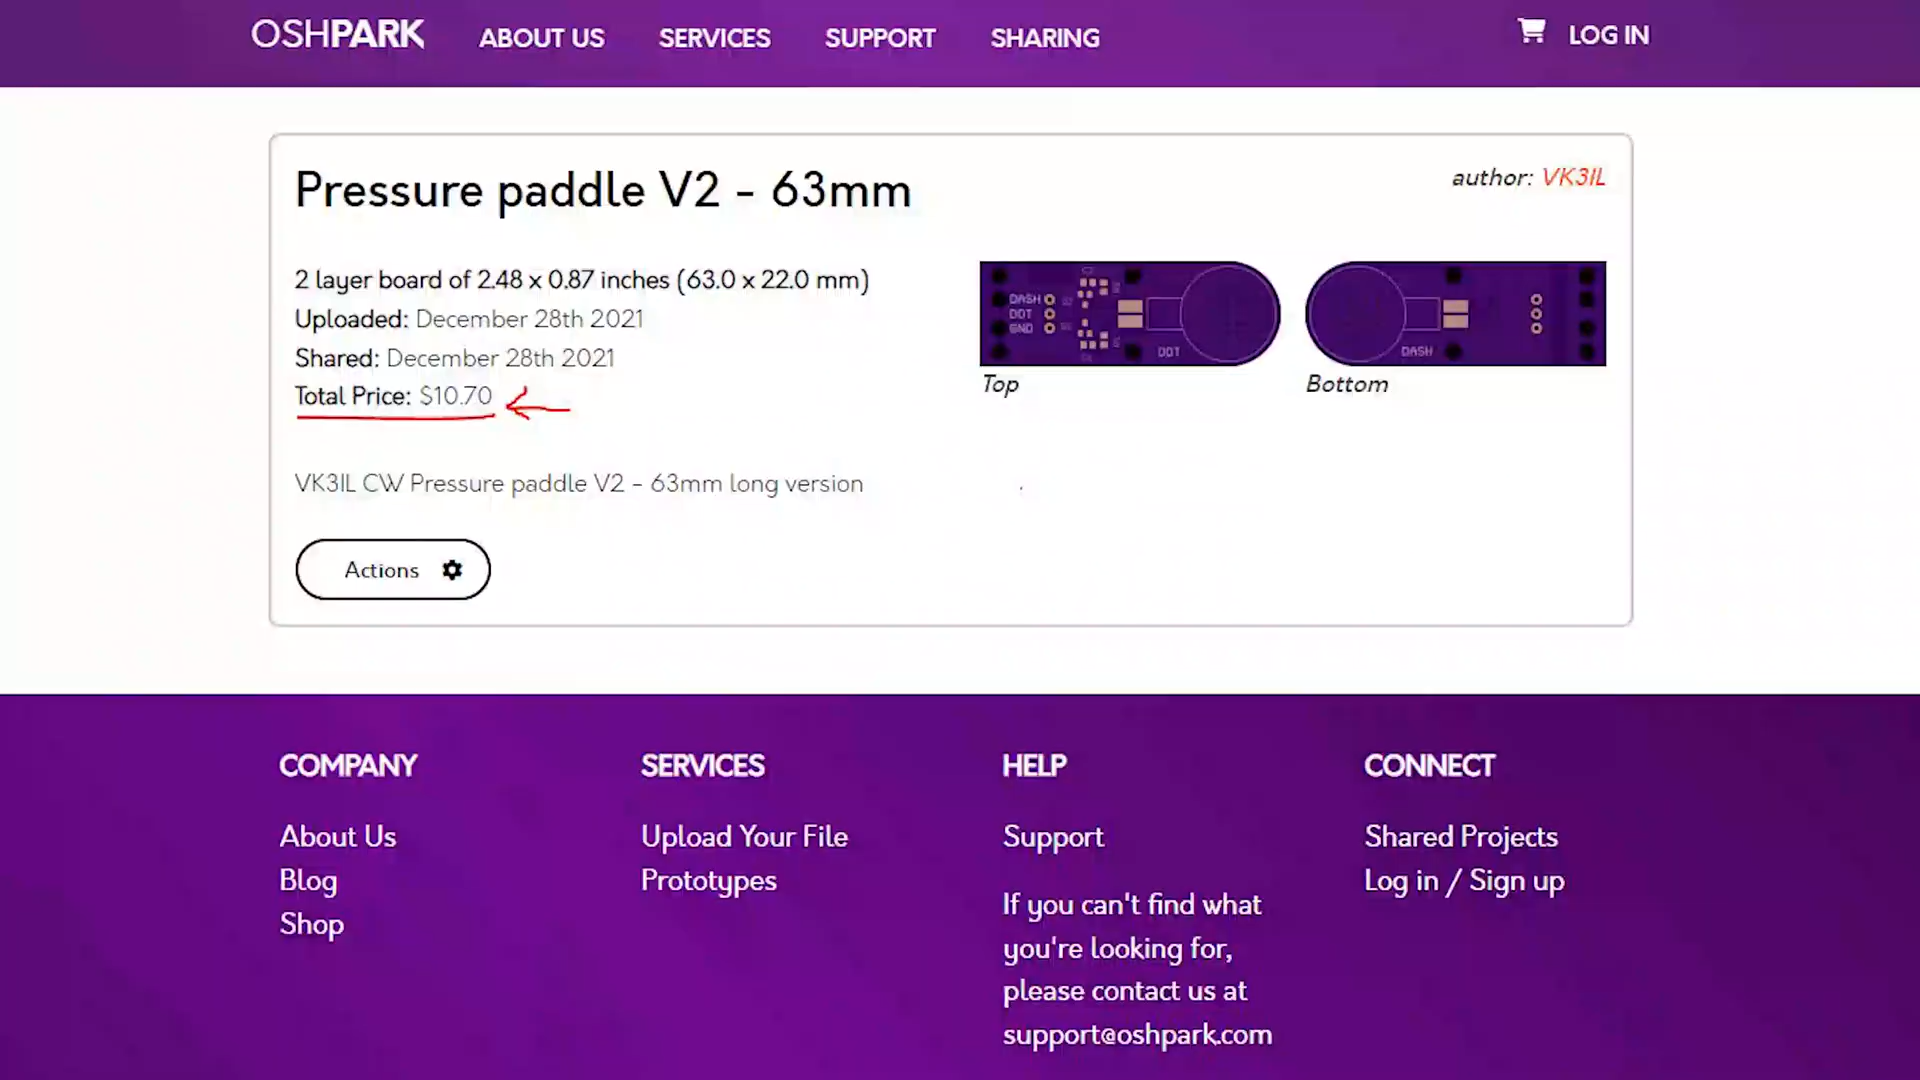 OSHPARK
ABOUT US
SERVICES
SUPPORT
SHARING
LOG IN
Pressure paddle V2 - 63mm
author: VK3IL
2 layer board of 2.48 x 0.87 inches (63.0 x 22.0 mm)
Uploaded: December 28th 2021
Shared: December 28th 2021
Total Price: $10.70
DASH
DOT
GND
DOT
DASH
Top
Bottom
VK3IL CW Pressure paddle V2 - 63mm long version
Actions
COMPANY
About Us
Blog
Shop
SERVICES
Upload Your File
Prototypes
HELP
Support
If you can't find what
you're looking for,
please contact us at
support@oshpark.com
CONNECT
Shared Projects
Log in / Sign up